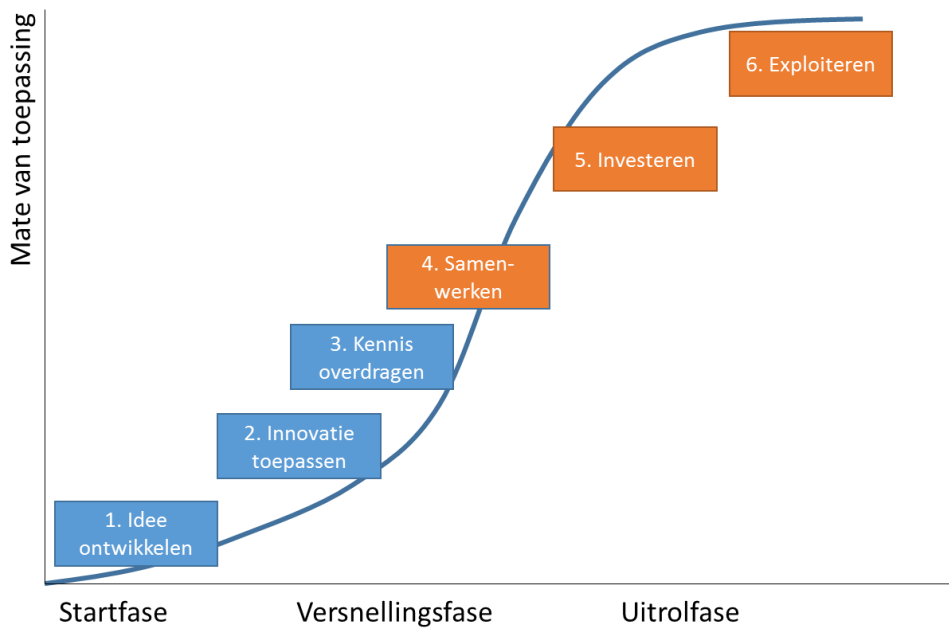 Mate van toepassing
6. Exploiteren
5. Investeren
4. Samen-
werken
3. Kennis
overdragen
2. Innovatie
toepassen
1. Idee
ontwikkelen
Startfase
Versnellingsfase
Uitrolfase